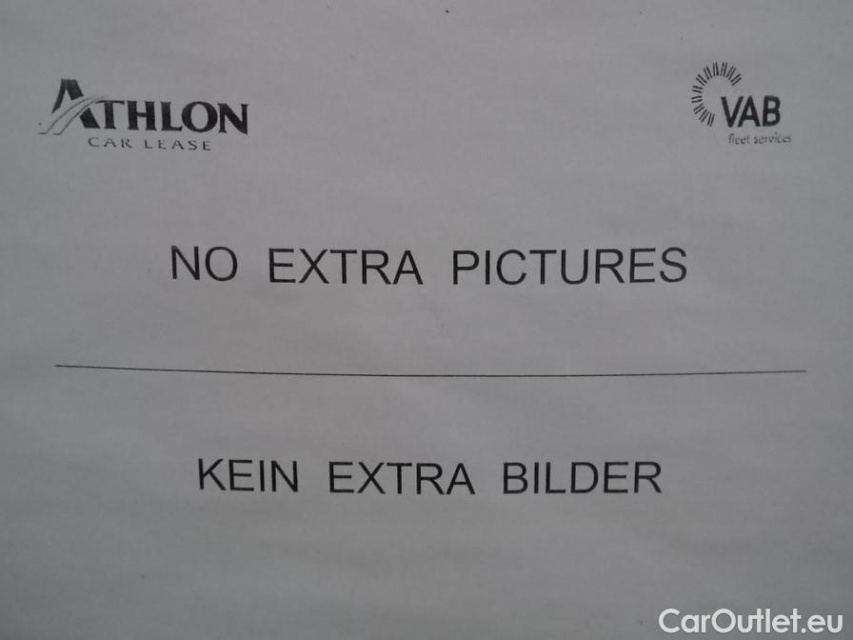 ATHLON
CAR LEASE
VAB
fleet services
NO EXTRA PICTURES
KEIN EXTRA BILDER
CarOutlet.eu